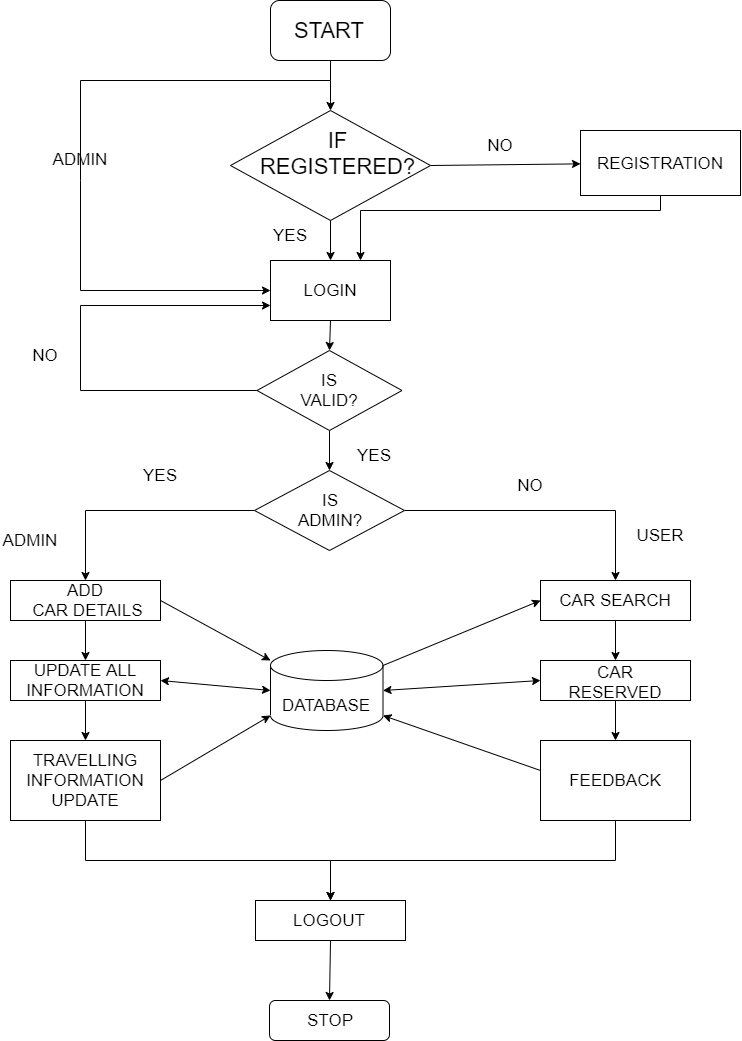 START
IF
REGISTERED?
NO
REGISTRATION
ADMIN
YES
LOGIN
NO
IS
VALID?
YES
YES
IS
ADMIN?
NO
ADMIN
USER
ADD
CAR DETAILS
CAR SEARCH
UPDATE ALL
INFORMATION
DATABASE
CAR
RESERVED
TRAVELLING
INFORMATION
UPDATE
FEEDBACK
LOGOUT
STOP